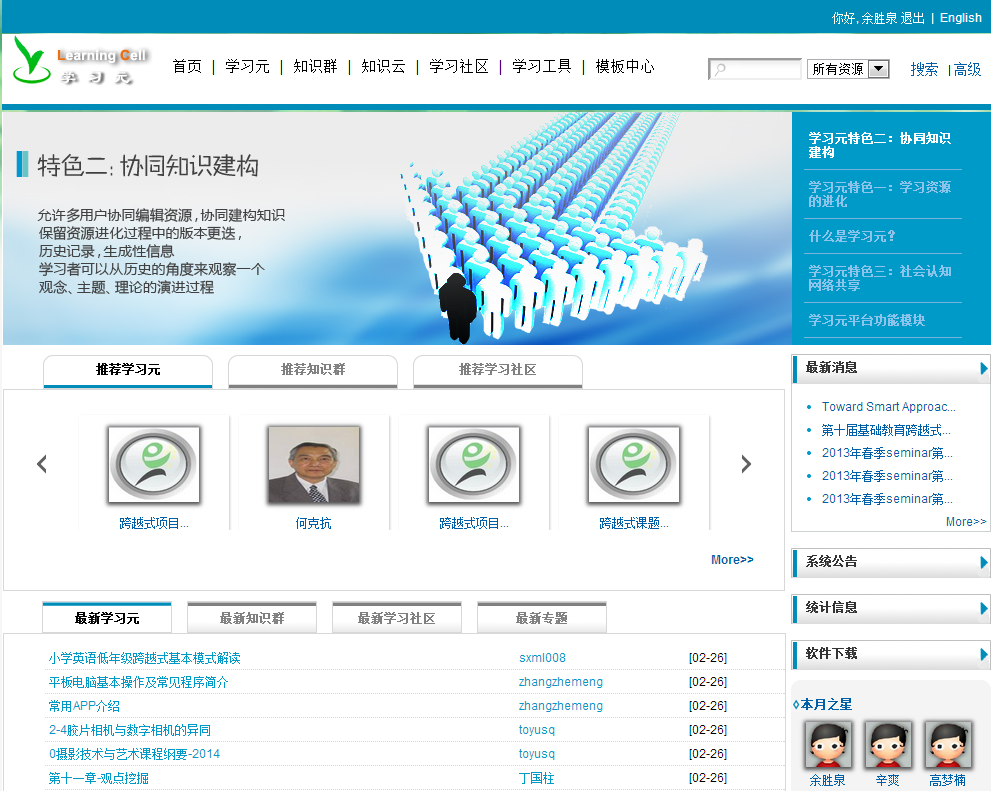 你好, 余胜泉 退出 | English
Learning Cell
学习元
首页 | 学习元 | 知识群 | 知识云 | 学习社区 | 学习工具 | 模板中心
所有资源
搜索 | 高级
特色二: 协同知识建构
允许多用户协同编辑资源 , 协同建构知识
保留资源进化过程中的版本更迭 ,
历史记录 , 生成性信息
学习者可以从历史的角度来观察一个
观念、主题、理论的演进过程
学习元特色二：协同知识
建构
学习元特色一：学习资源
的进化
什么是学习元?
学习元特色三：社会认知
网络共享
学习元平台功能模块
推荐学习元
推荐知识群
推荐学习社区
跨越式项目...
何克抗
跨越式项目...
跨越式课题...
More>>
最新消息
Toward Smart Approac...
第十届基础教育跨越式...
2013年春季seminar第...
2013年春季seminar第...
2013年春季seminar第...
More>>
系统公告
统计信息
软件下载
最新学习元
最新知识群
最新学习社区
最新专题
小学英语低年级跨越式基本模式解读 sxml008 [02-26]
平板电脑基本操作及常见程序简介 zhangzhemeng [02-26]
常用APP介绍 zhangzhemeng [02-26]
2-4胶片相机与数字相机的异同 toyusq [02-26]
0摄影技术与艺术课程纲要-2014 toyusq [02-26]
第十一章-观点挖掘 丁国柱 [02-26]
本月之星
余胜泉
辛爽
高梦楠